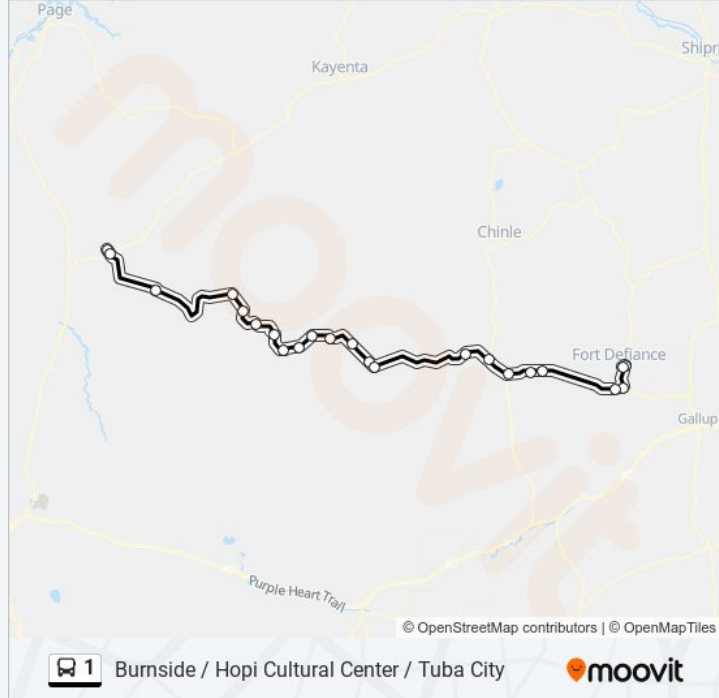 Page
Shipr
Kayenta
Chinle
Fort Defiance
Gallup
Purple Heart Trail
moovit
© OpenStreetMap contributors | © OpenMapTiles
1 Burnside / Hopi Cultural Center / Tuba City
moovit